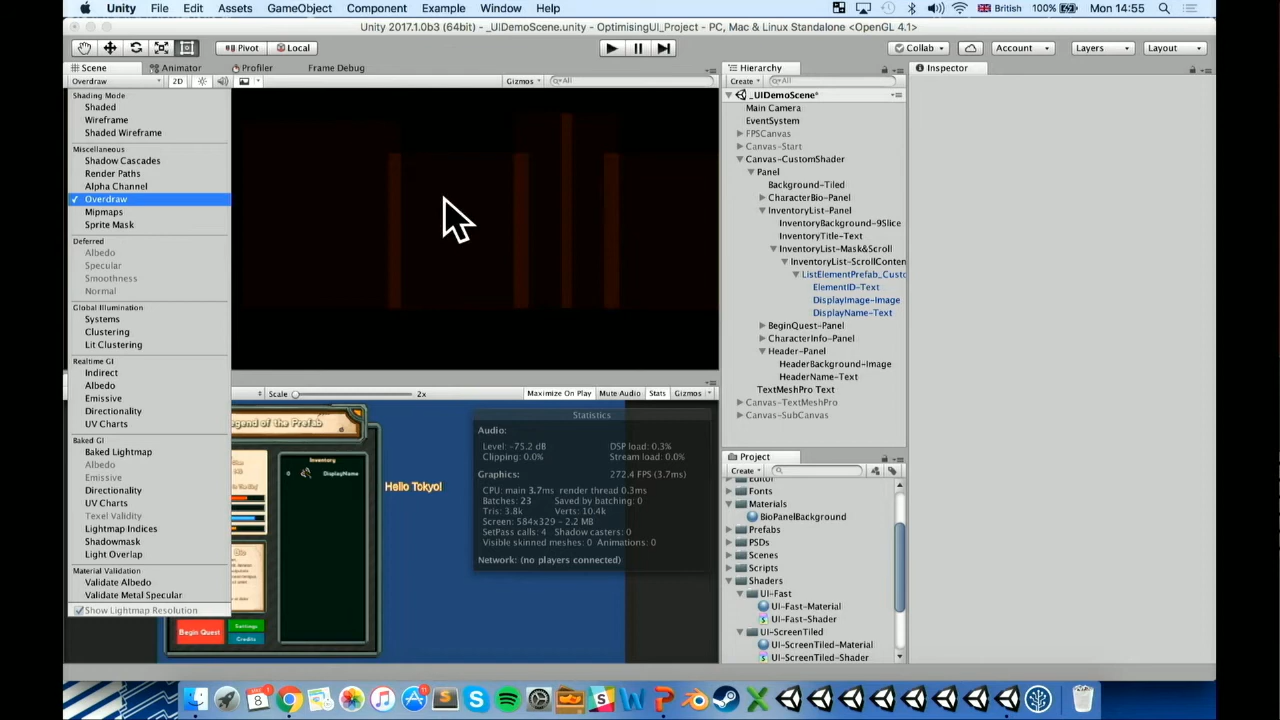 Unity File Edit Assets GameObject Component Example Window Help British 100% Mon 14:55
Unity 2017.1.0b3 (64bit) - _UIDemoScene.unity - OptimisingUI_Project - PC, Mac & Linux Standalone <OpenGL 4.1>
Pivot Local Collab Account Layers Layout
Scene Animator Profiler Frame Debug Hierarchy Inspector
Overdraw 2D Gizmos All Create All
Shading Mode
Shaded
Wireframe
Shaded Wireframe
Miscellaneous
Shadow Cascades
Render Paths
Alpha Channel
✓ Overdraw
Mipmaps
Sprite Mask
Deferred
Albedo
Specular
Smoothness
Normal
Global Illumination
Systems
Clustering
Lit Clustering
Realtime GI
Indirect
Albedo
Emissive
Directionality
UV Charts
Baked GI
Baked Lightmap
Albedo
Emissive
Directionality
UV Charts
Texel Validity
Lightmap Indices
Shadowmask
Light Overlap
Material Validation
Validate Albedo
Validate Metal Specular
Show Lightmap Resolution
_UIDemoScene*
Main Camera
EventSystem
FPSCanvas
Canvas-Start
Canvas-CustomShader
Panel
Background-Tiled
CharacterBio-Panel
InventoryList-Panel
InventoryBackground-9Slice
InventoryTitle-Text
InventoryList-Mask&Scroll
InventoryList-ScrollConten
ListElementPrefab_Custo
ElementID-Text
DisplayImage-Image
DisplayName-Text
BeginQuest-Panel
CharacterInfo-Panel
Header-Panel
HeaderBackground-Image
HeaderName-Text
TextMeshPro Text
Canvas-TextMeshPro
Canvas-SubCanvas
Scale 2x Maximize On Play Mute Audio Stats Gizmos
egend of the Prefab
Inventory
0 DisplayName
Hello Tokyo!
Begin Quest
Settings
Credits
Statistics
Audio:
Level: -75.2 dB DSP load: 0.3%
Clipping: 0.0% Stream load: 0.0%
Graphics: 272.4 FPS (3.7ms)
CPU: main 3.7ms render thread 0.3ms
Batches: 23 Saved by batching: 0
Tris: 3.8k Verts: 10.4k
Screen: 584x329 - 2.2 MB
SetPass calls: 4 Shadow casters: 0
Visible skinned meshes: 0 Animations: 0
Network: (no players connected)
Project
Create
Editor
Fonts
Materials
BioPanelBackground
Prefabs
PSDs
Scenes
Scripts
Shaders
UI-Fast
UI-Fast-Material
UI-Fast-Shader
UI-ScreenTiled
UI-ScreenTiled-Material
UI-ScreenTiled-Shader
8
11